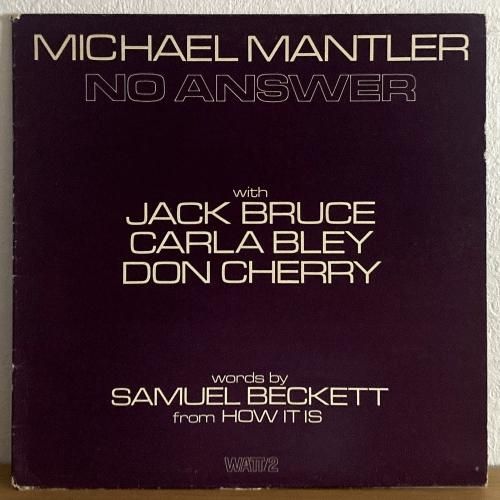 MICHAEL MANTLER
NO ANSWER
with
JACK BRUCE
CARLA BLEY
DON CHERRY
words by
SAMUEL BECKETT
from HOW IT IS
WATT/2